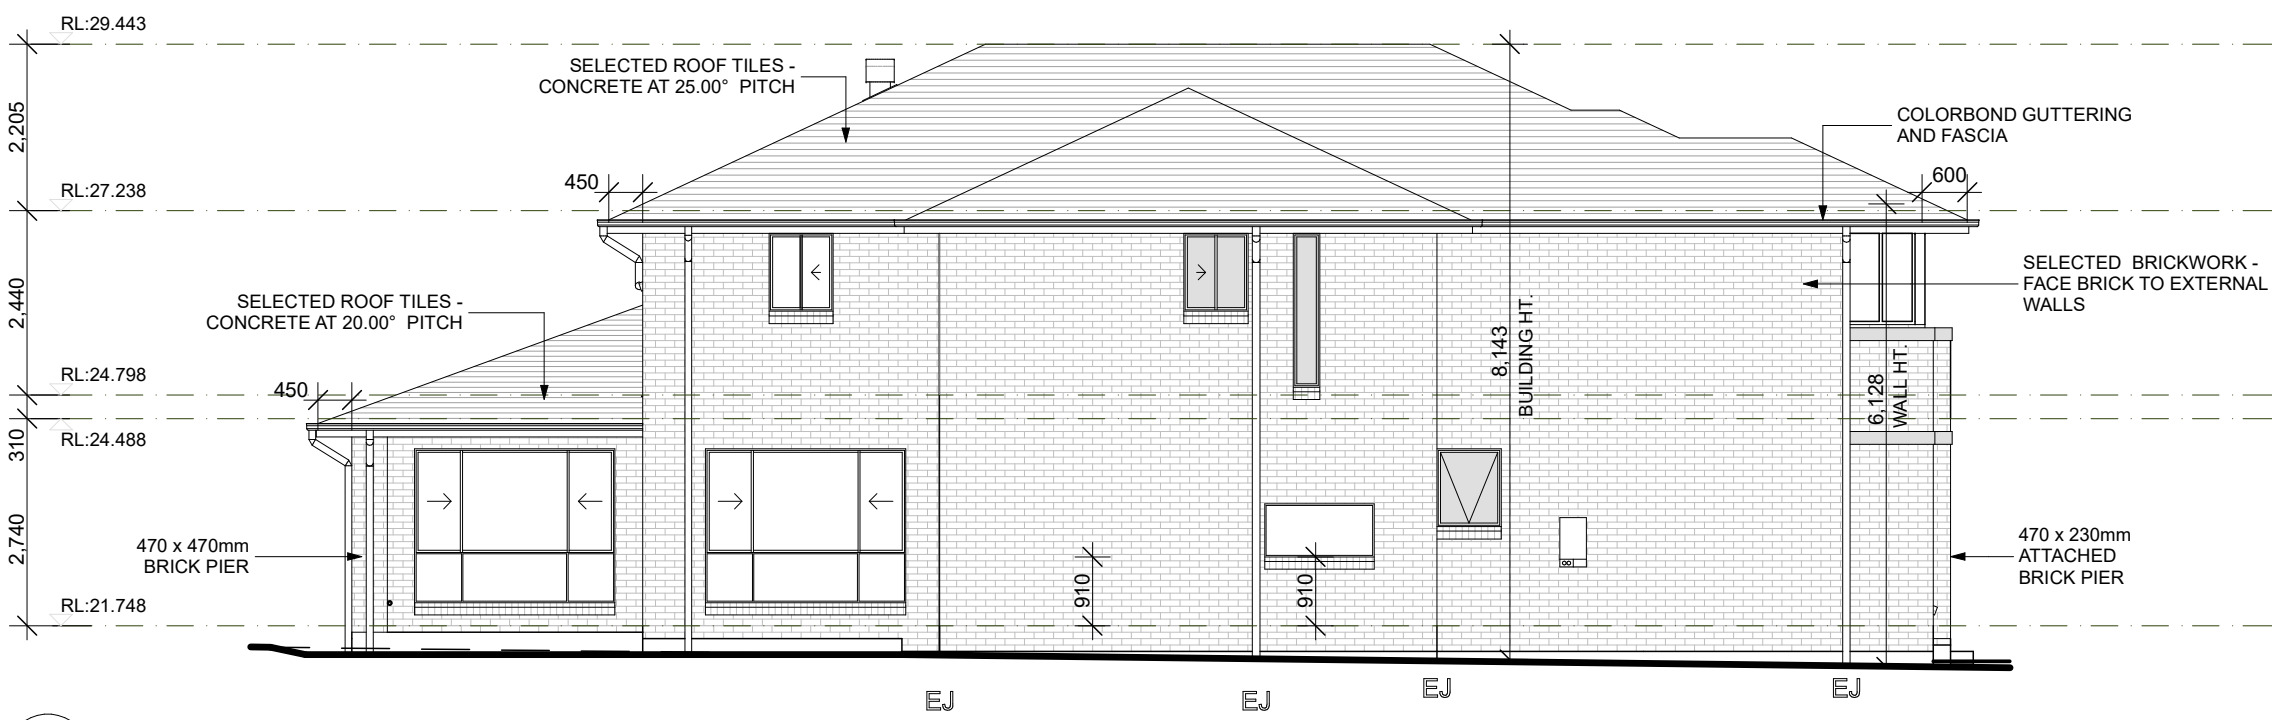 RL:29.443
SELECTED ROOF TILES -
CONCRETE AT 25.00° PITCH
2,205
COLORBOND GUTTERING
AND FASCIA
RL:27.238
450
600
2,440
SELECTED BRICKWORK -
FACE BRICK TO EXTERNAL
WALLS
SELECTED ROOF TILES -
CONCRETE AT 20.00° PITCH
8,143
BUILDING HT.
RL:24.798
450
6,128
WALL HT.
310
RL:24.488
2,740
470 x 470mm
BRICK PIER
470 x 230mm
ATTACHED
BRICK PIER
910
910
RL:21.748
EJ
EJ
EJ
EJ